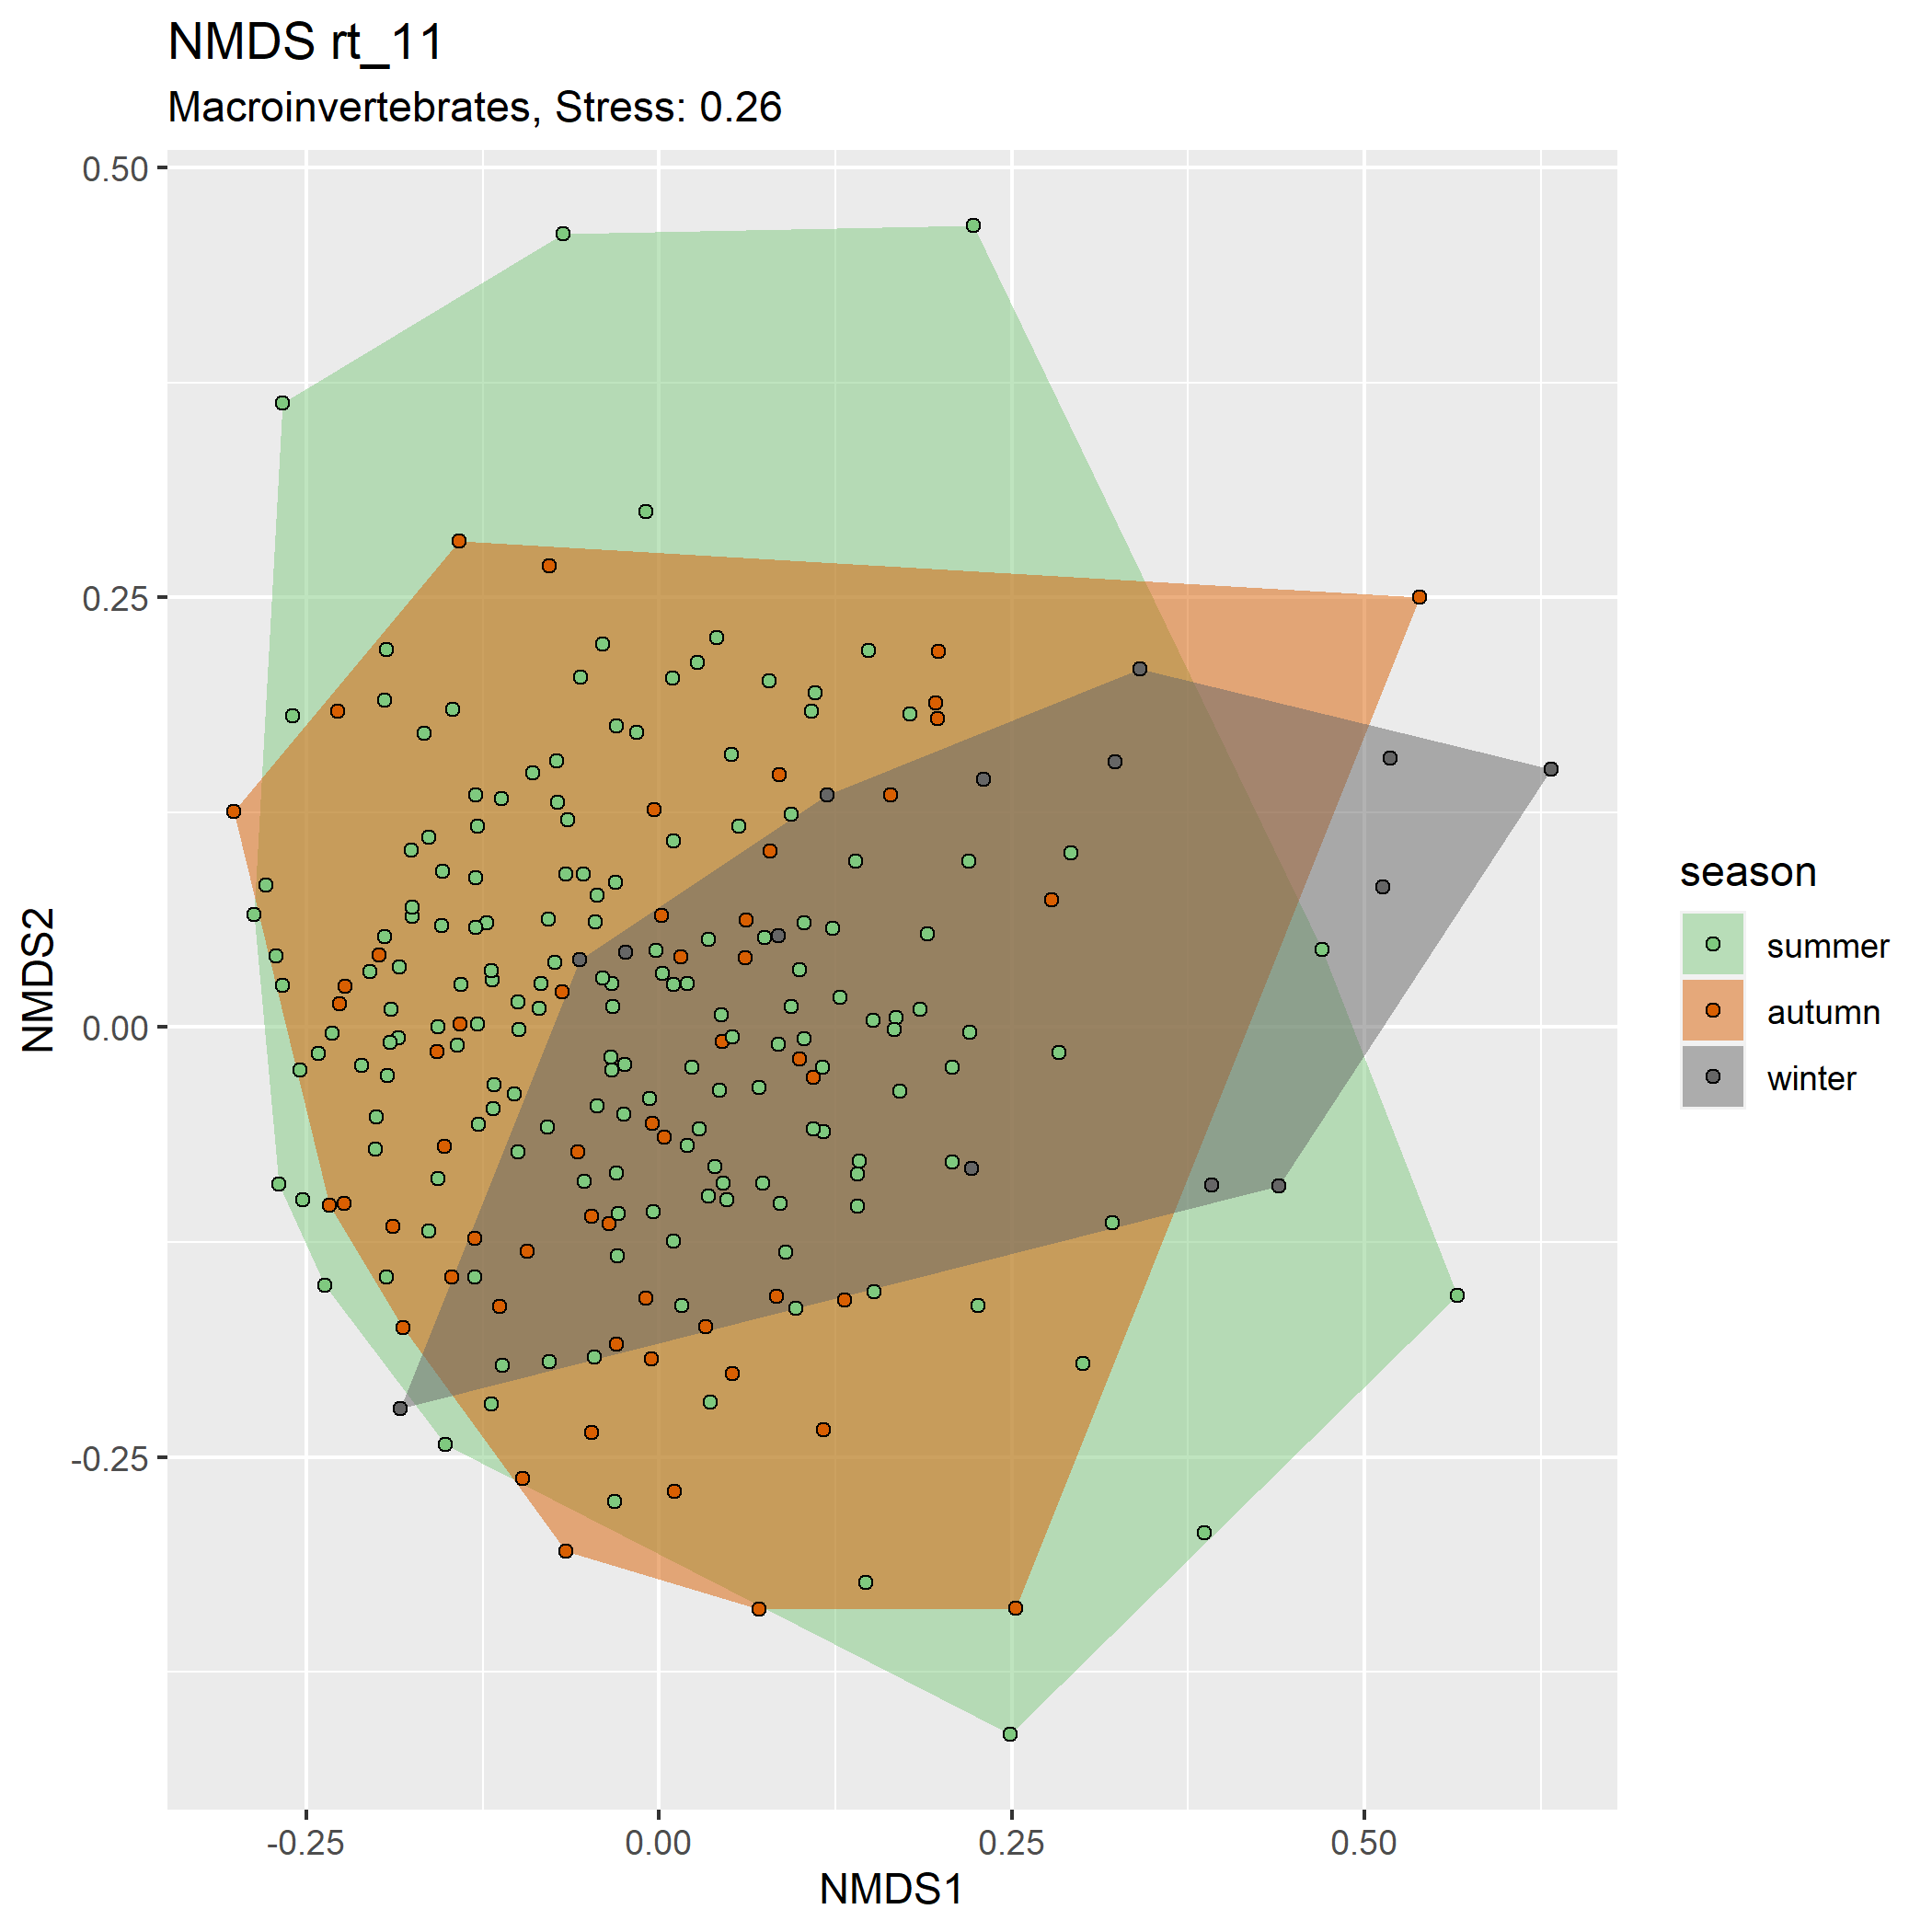 NMDS rt_11
Macroinvertebrates, Stress: 0.26
0.50
0.25
0.00
-0.25
NMDS2
-0.25
0.00
0.25
0.50
NMDS1
season
summer
autumn
winter